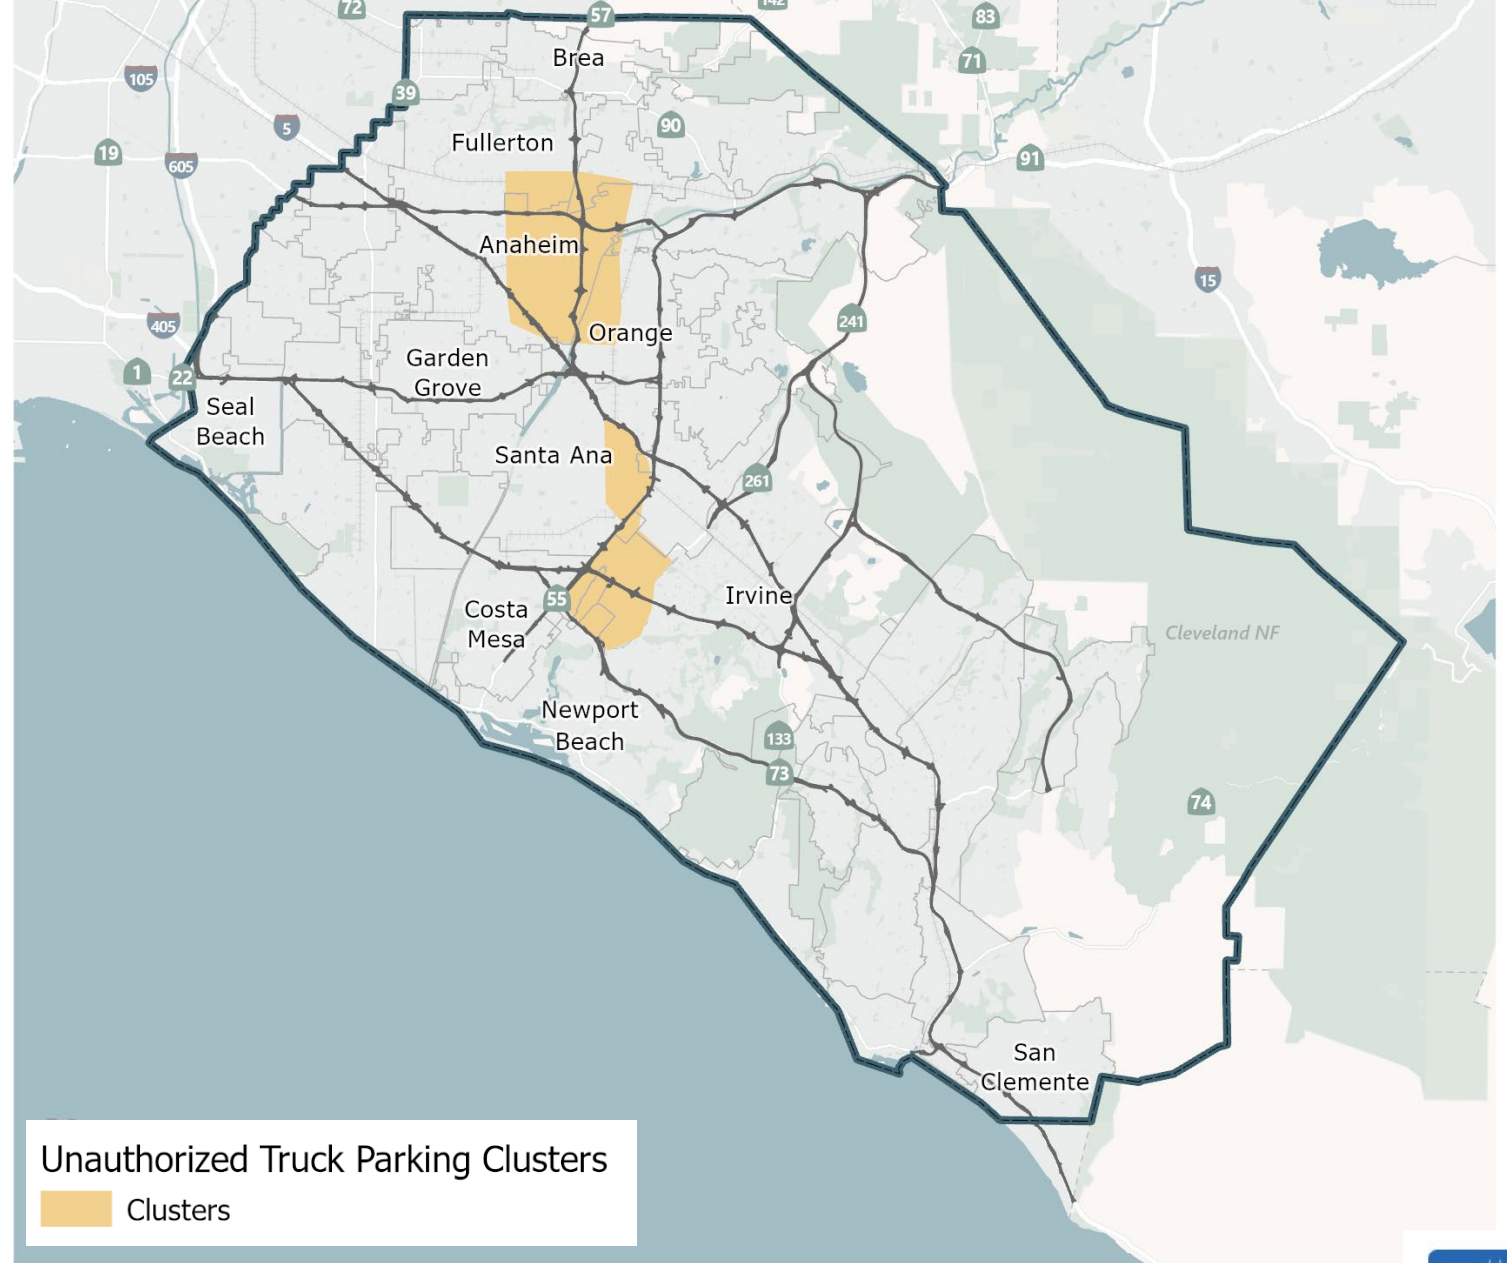 72
57
142
83
Brea
71
105
39
5
90
Fullerton
19
605
91
Anaheim
15
405
241
Orange
Garden
Grove
1
22
Seal
Beach
Santa Ana
261
Irvine
55
Costa
Mesa
Cleveland NF
Newport
Beach
133
73
74
San
Clemente
Unauthorized Truck Parking Clusters
Clusters